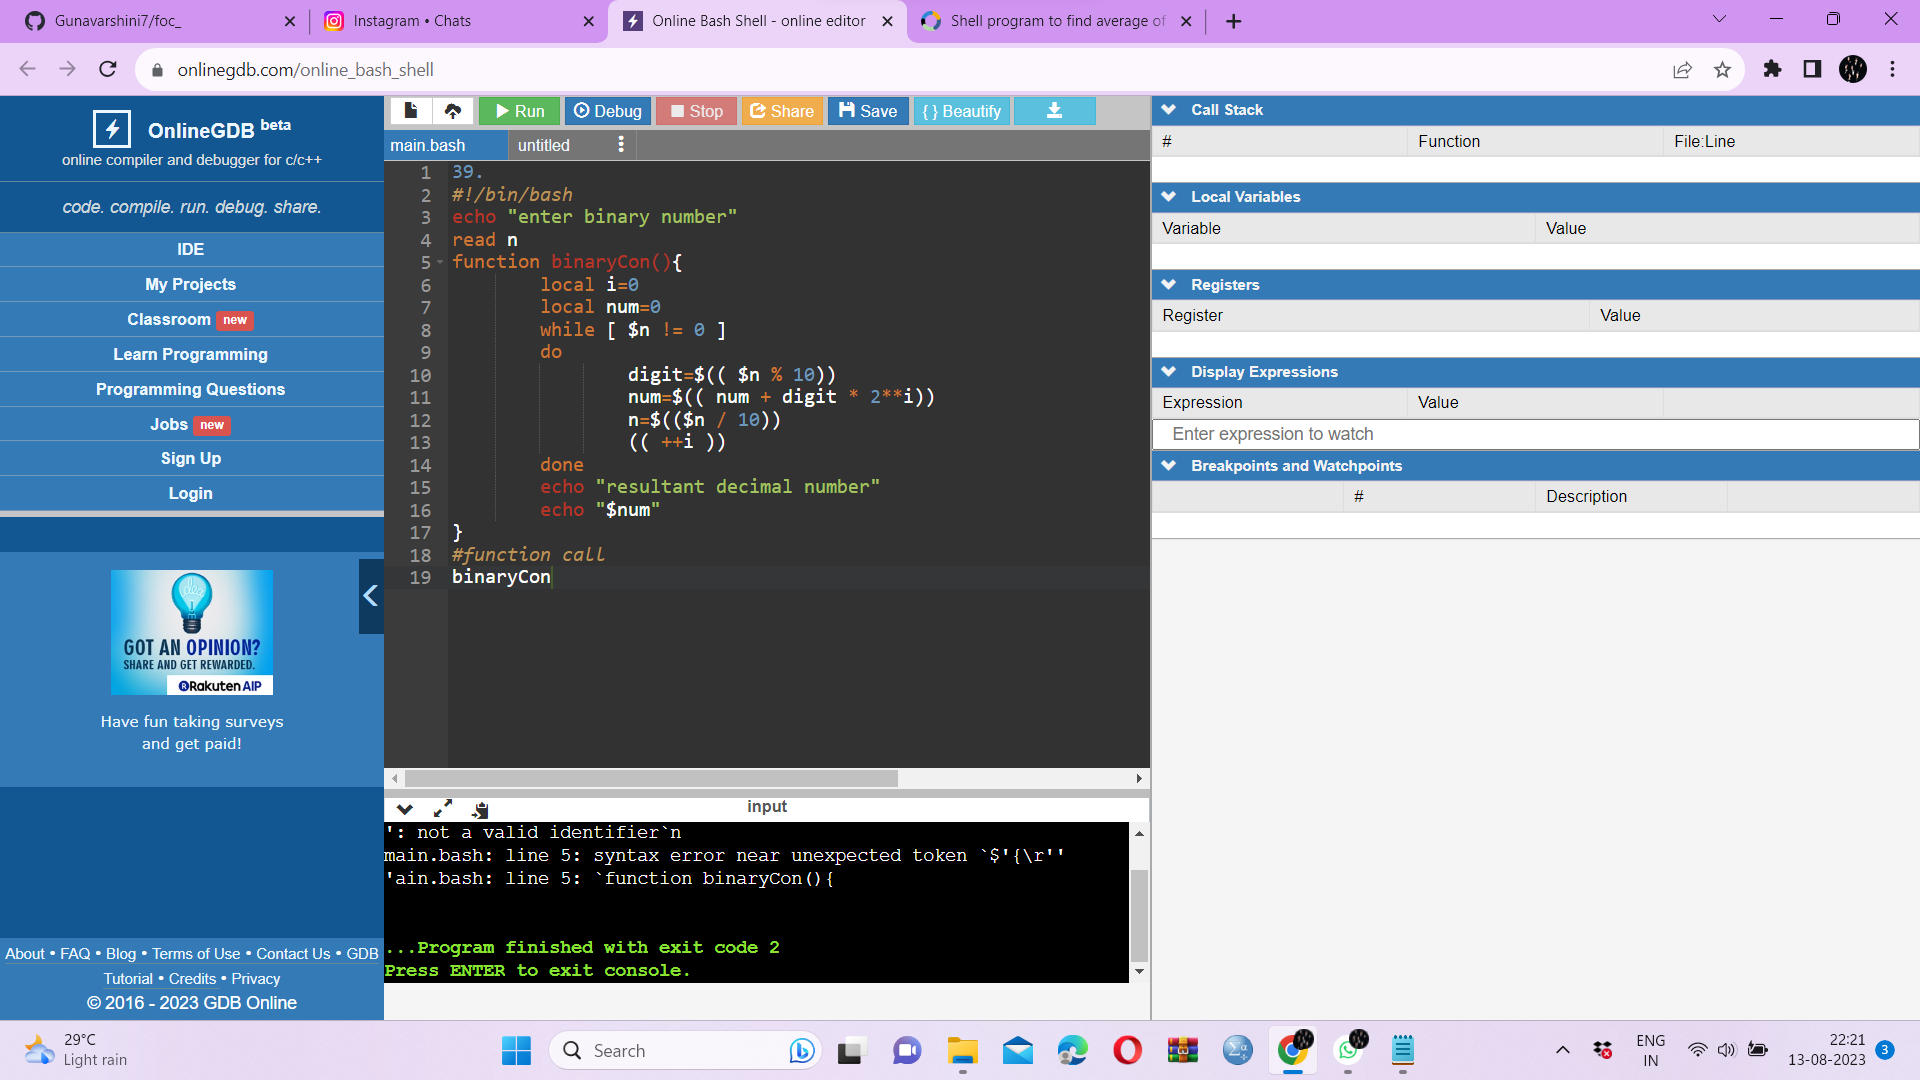 Gunavarshini7/foc_
Instagram • Chats
Online Bash Shell - online editor
Shell program to find average of
onlinegdb.com/online_bash_shell
OnlineGDB beta
online compiler and debugger for c/c++
code. compile. run. debug. share.
IDE
My Projects
Classroom new
Learn Programming
Programming Questions
Jobs new
Sign Up
Login
GOT AN OPINION?
SHARE AND GET REWARDED.
Rakuten AIP
Have fun taking surveys
and get paid!
About • FAQ • Blog • Terms of Use • Contact Us • GDB
Tutorial • Credits • Privacy
© 2016 - 2023 GDB Online
Run Debug Stop Share Save { } Beautify
main.bash untitled
1 39.
2 #!/bin/bash
3 echo "enter binary number"
4 read n
5 function binaryCon(){
6 local i=0
7 local num=0
8 while [ $n != 0 ]
9 do
10 digit=$(( $n % 10))
11 num=$(( num + digit * 2**i))
12 n=$(($n / 10))
13 (( ++i ))
14 done
15 echo "resultant decimal number"
16 echo "$num"
17 }
18 #function call
19 binaryCon
input
': not a valid identifier`n
main.bash: line 5: syntax error near unexpected token `$'{\r''
'ain.bash: line 5: `function binaryCon(){
...Program finished with exit code 2
Press ENTER to exit console.
Call Stack
# Function File:Line
Local Variables
Variable Value
Registers
Register Value
Display Expressions
Expression Value
Enter expression to watch
Breakpoints and Watchpoints
# Description
29°C
Light rain
Search
ENG
IN
22:21
13-08-2023
3